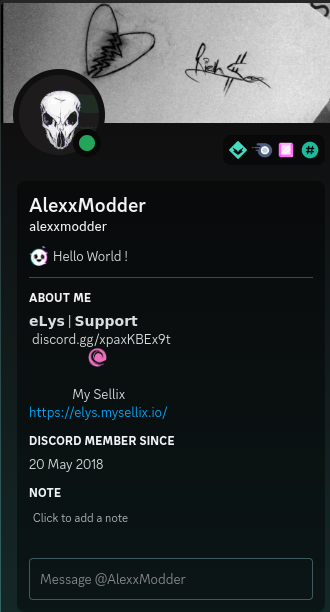 AlexxModder
alexxmodder
Hello World !
ABOUT ME
eLys | Support
discord.gg/xpaxKBEx9t
My Sellix
https://elys.mysellix.io/
DISCORD MEMBER SINCE
20 May 2018
NOTE
Click to add a note
Message @AlexxModder